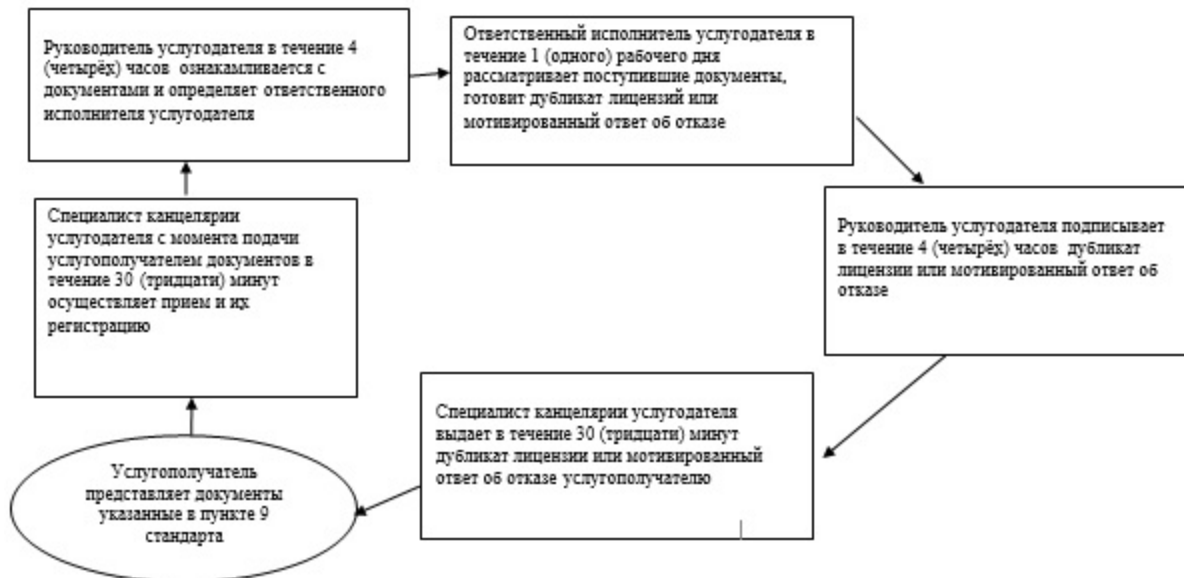 Руководитель услугодателя в течение 4
(четырёх) часов ознакамливается с
документами и определяет ответственного
исполнителя услугодателя
Ответственный исполнитель услугодателя в
течение 1 (одного) рабочего дня
рассматривает поступившие документы,
готовит дубликат лицензий или
мотивированный ответ об отказе
Специалист канцелярии
услугодателя с момента подачи
услугополучателем документов в
течение 30 (тридцати) минут
осуществляет прием и их
регистрацию
Руководитель услугодателя подписывает
в течение 4 (четырёх) часов дубликат
лицензии или мотивированный ответ об
отказе
Специалист канцелярии услугодателя
выдает в течение 30 (тридцати) минут
дубликат лицензии или мотивированный
ответ об отказе услугополучателю
Услугополучатель
представляет документы
указанные в пункте 9
стандарта